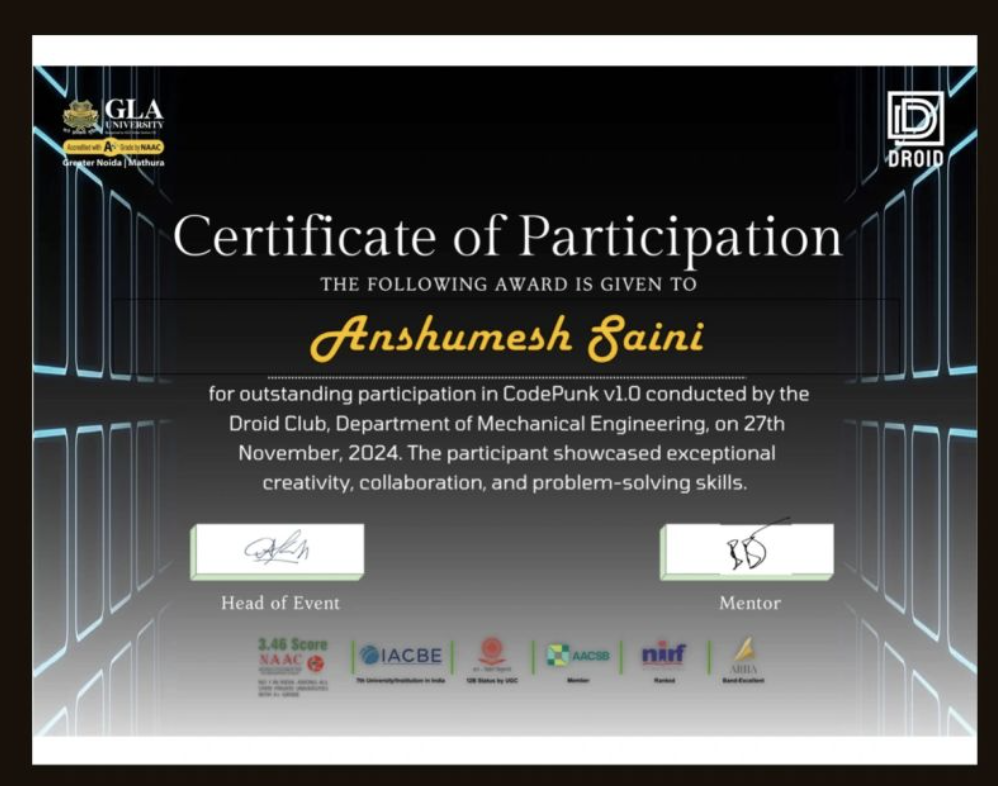 GLA
UNIVERSITY
Accredited with A+ Grade by NAAC
Greater Noida | Mathura
DROID
Certificate of Participation
THE FOLLOWING AWARD IS GIVEN TO
Anshumesh Saini
for outstanding participation in CodePunk v1.0 conducted by the
Droid Club, Department of Mechanical Engineering, on 27th
November, 2024. The participant showcased exceptional
creativity, collaboration, and problem-solving skills.
Head of Event
Mentor
3.46 Score
NAAC
IACBE
7th University/Institution in India
12B Status by UGC
AACSB
Member
nirf
Ranked
ARIIA
Band-Excellent